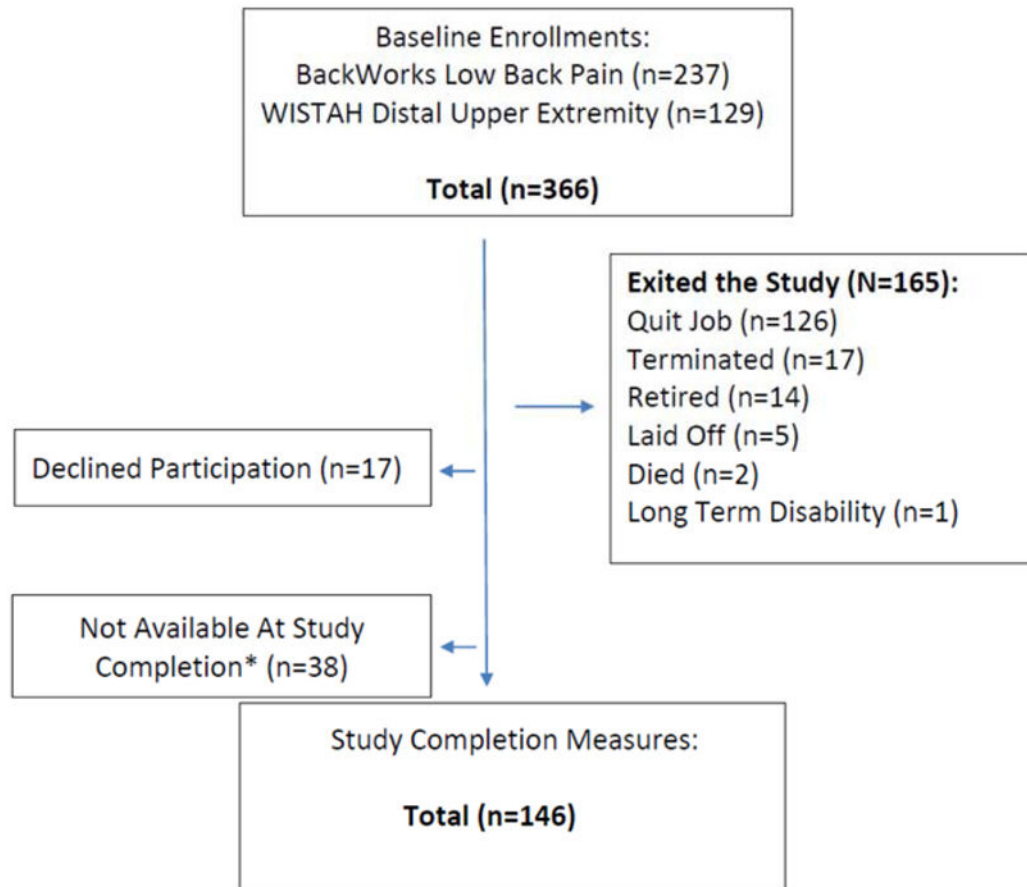 Baseline Enrollments:
BackWorks Low Back Pain (n=237)
WISTAH Distal Upper Extremity (n=129)
Total (n=366)
Exited the Study (N=165):
Quit Job (n=126)
Terminated (n=17)
Retired (n=14)
Laid Off (n=5)
Died (n=2)
Long Term Disability (n=1)
Declined Participation (n=17)
Not Available At Study
Completion* (n=38)
Study Completion Measures:
Total (n=146)